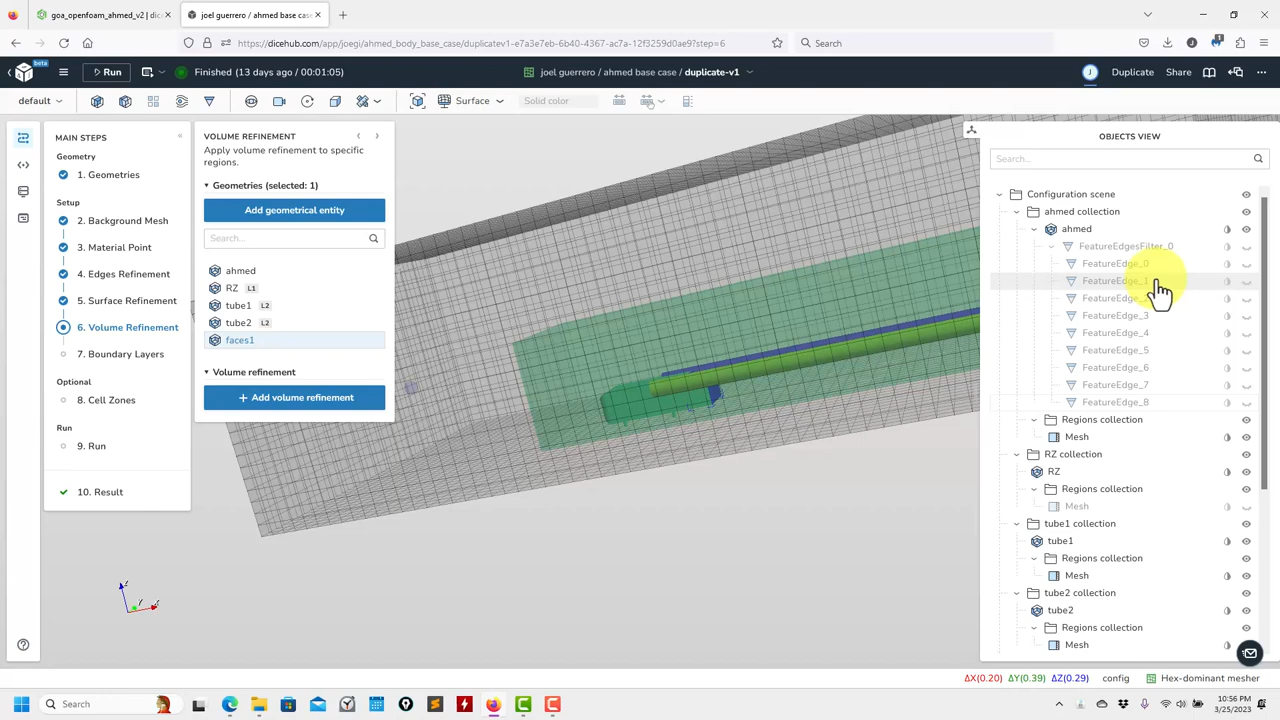 goa_openfoam_ahmed_v2 | dice
joel guerrero / ahmed base case
https://dicehub.com/app/joegi/ahmed_body_base_case/duplicatev17a3e7eb-6b40-4367-ac7a-12f3259d0ae9?step=6
Search
beta
Run
Finished (13 days ago) (00:01:05)
joel guerrero / ahmed base case / duplicate-v1
J
Duplicate
Share
default
Surface
Solid color
MAIN STEPS
Geometry
1. Geometries
Setup
2. Background Mesh
3. Material Point
4. Edges Refinement
5. Surface Refinement
6. Volume Refinement
7. Boundary Layers
Optional
8. Cell Zones
Run
9. Run
10. Result
VOLUME REFINEMENT
Apply volume refinement to specific
regions.
Geometries (selected: 1)
Add geometrical entity
Search...
ahmed
RZ L1
tube1 L2
tube2 L2
faces1
Volume refinement
+ Add volume refinement
OBJECTS VIEW
Search...
Configuration scene
ahmed collection
ahmed
FeatureEdgesFilter_0
FeatureEdge_0
FeatureEdge_1
FeatureEdge_2
FeatureEdge_3
FeatureEdge_4
FeatureEdge_5
FeatureEdge_6
FeatureEdge_7
FeatureEdge_8
Regions collection
Mesh
RZ collection
RZ
Regions collection
Mesh
tube1 collection
tube1
Regions collection
Mesh
tube2 collection
tube2
Regions collection
Mesh
ΔX(0.20) ΔY(0.39) ΔZ(0.29) config Hex-dominant mesher
Search
10:56 PM
3/25/2023